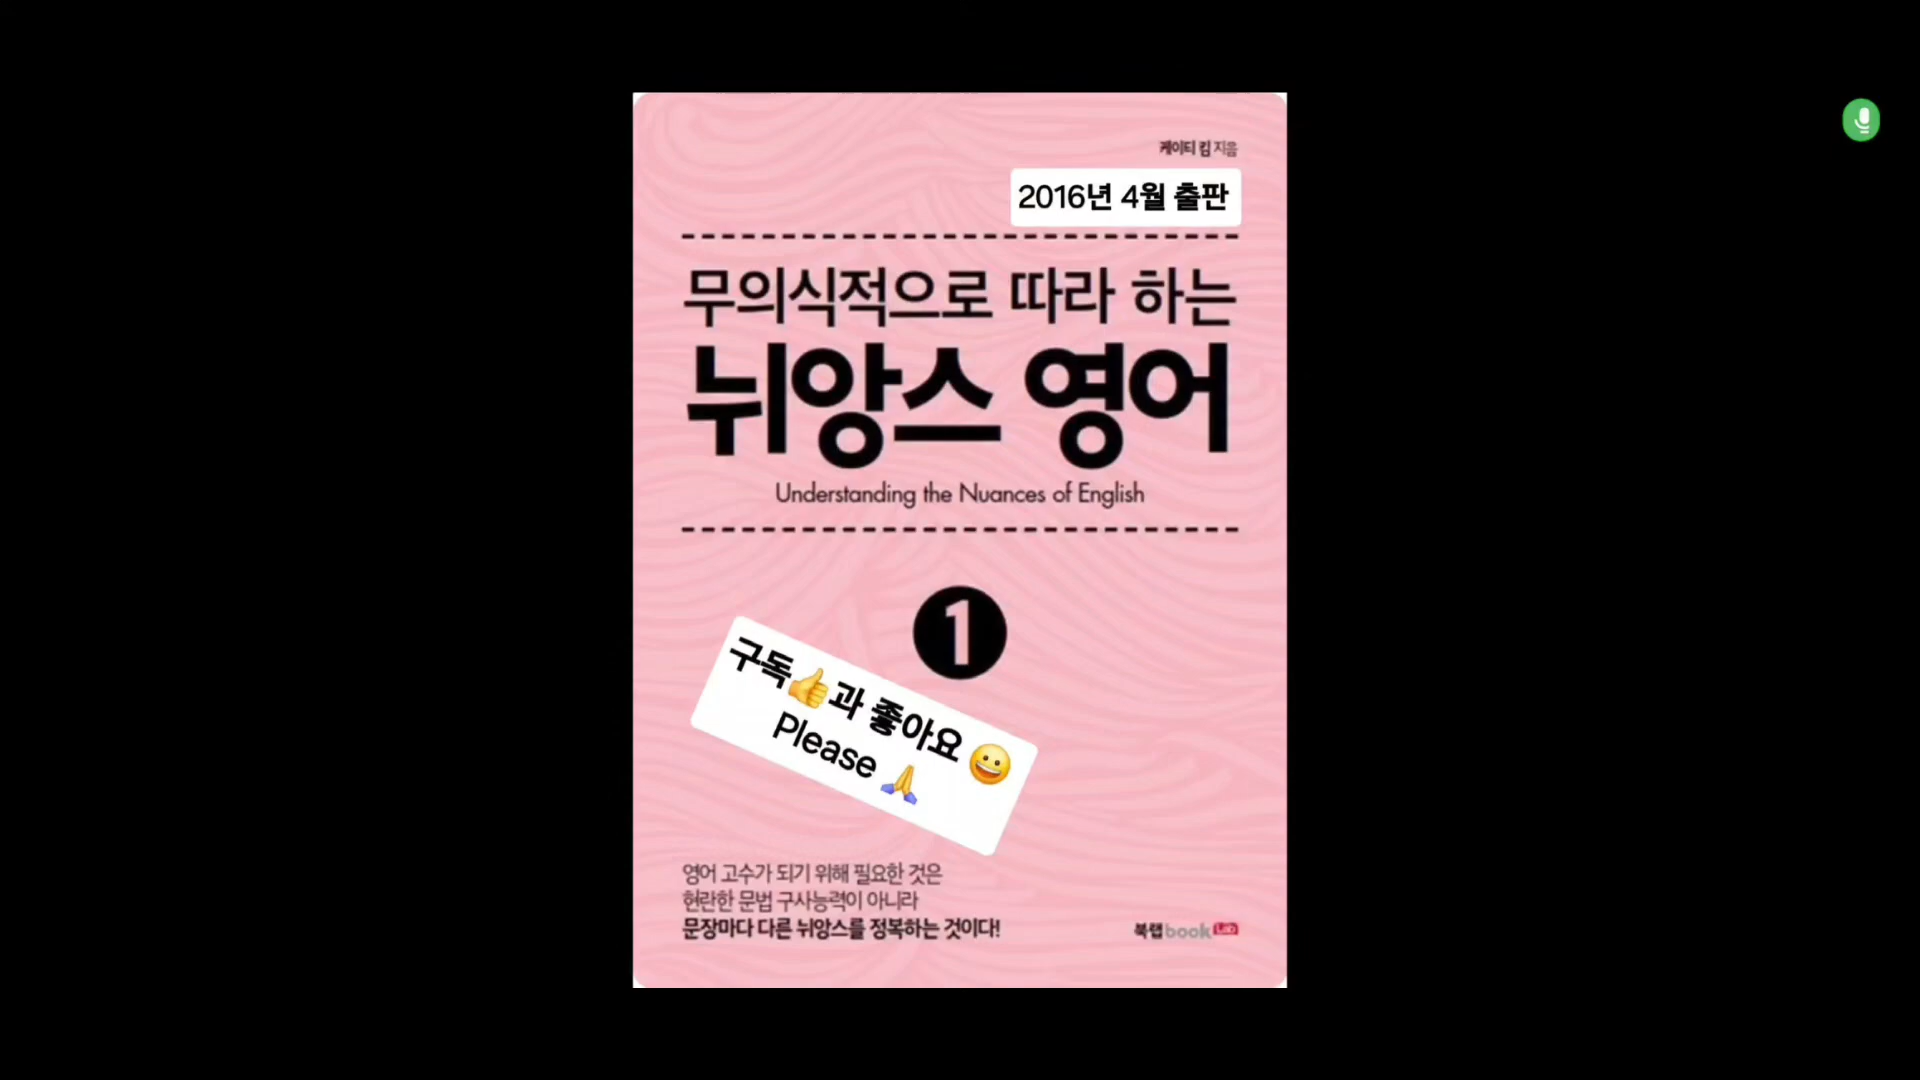 케이티 킴 지음
2016년 4월 출판
무의식적으로 따라 하는
뉘앙스 영어
Understanding the Nuances of English
1
구독👍과 좋아요 😀
Please 🙏
영어 고수가 되기 위해 필요한 것은
현란한 문법 구사능력이 아니라
문장마다 다른 뉘앙스를 정복하는 것이다!
북랩book Lab